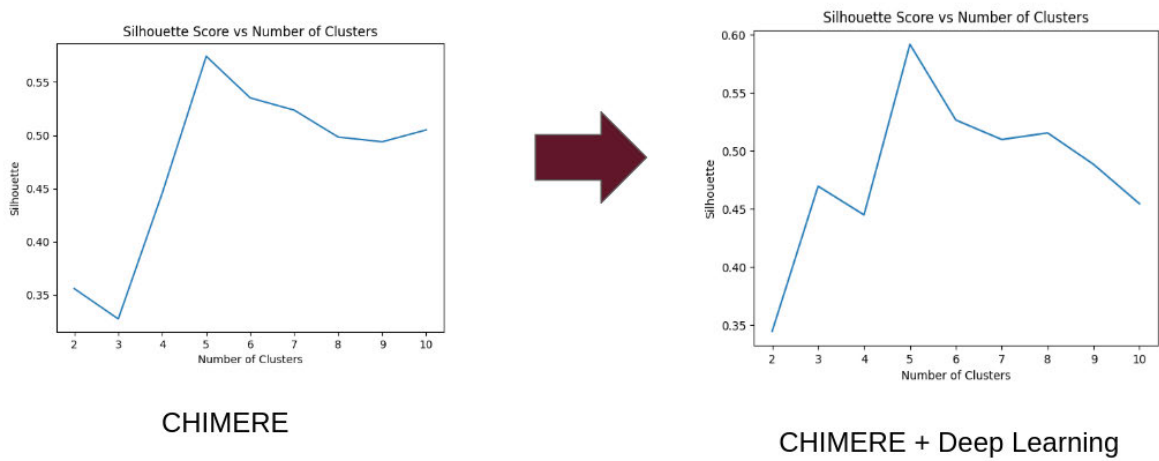 Silhouette Score vs Number of Clusters
0.55
0.50
0.45
0.40
0.35
Silhouette
2 3 4 5 6 7 8 9 10
Number of Clusters
CHIMERE
Silhouette Score vs Number of Clusters
0.60
0.55
0.50
0.45
0.40
0.35
Silhouette
2 3 4 5 6 7 8 9 10
Number of Clusters
CHIMERE + Deep Learning